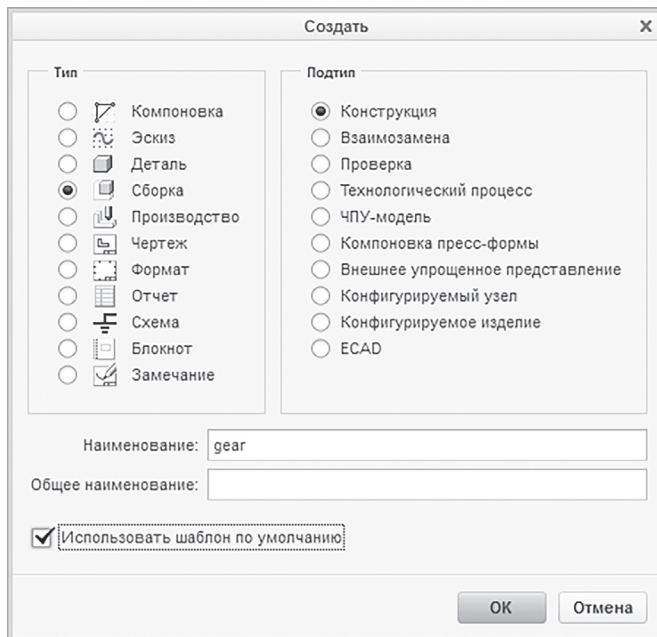 Создать
Тип
Компоновка
Эскиз
Деталь
Сборка
Производство
Чертеж
Формат
Отчет
Схема
Блокнот
Замечание
Подтип
Конструкция
Взаимозамена
Проверка
Технологический процесс
ЧПУ-модель
Компоновка пресс-формы
Внешнее упрощенное представление
Конфигурируемый узел
Конфигурируемое изделие
ECAD
Наименование: gear
Общее наименование:
Использовать шаблон по умолчанию
ОК Отмена